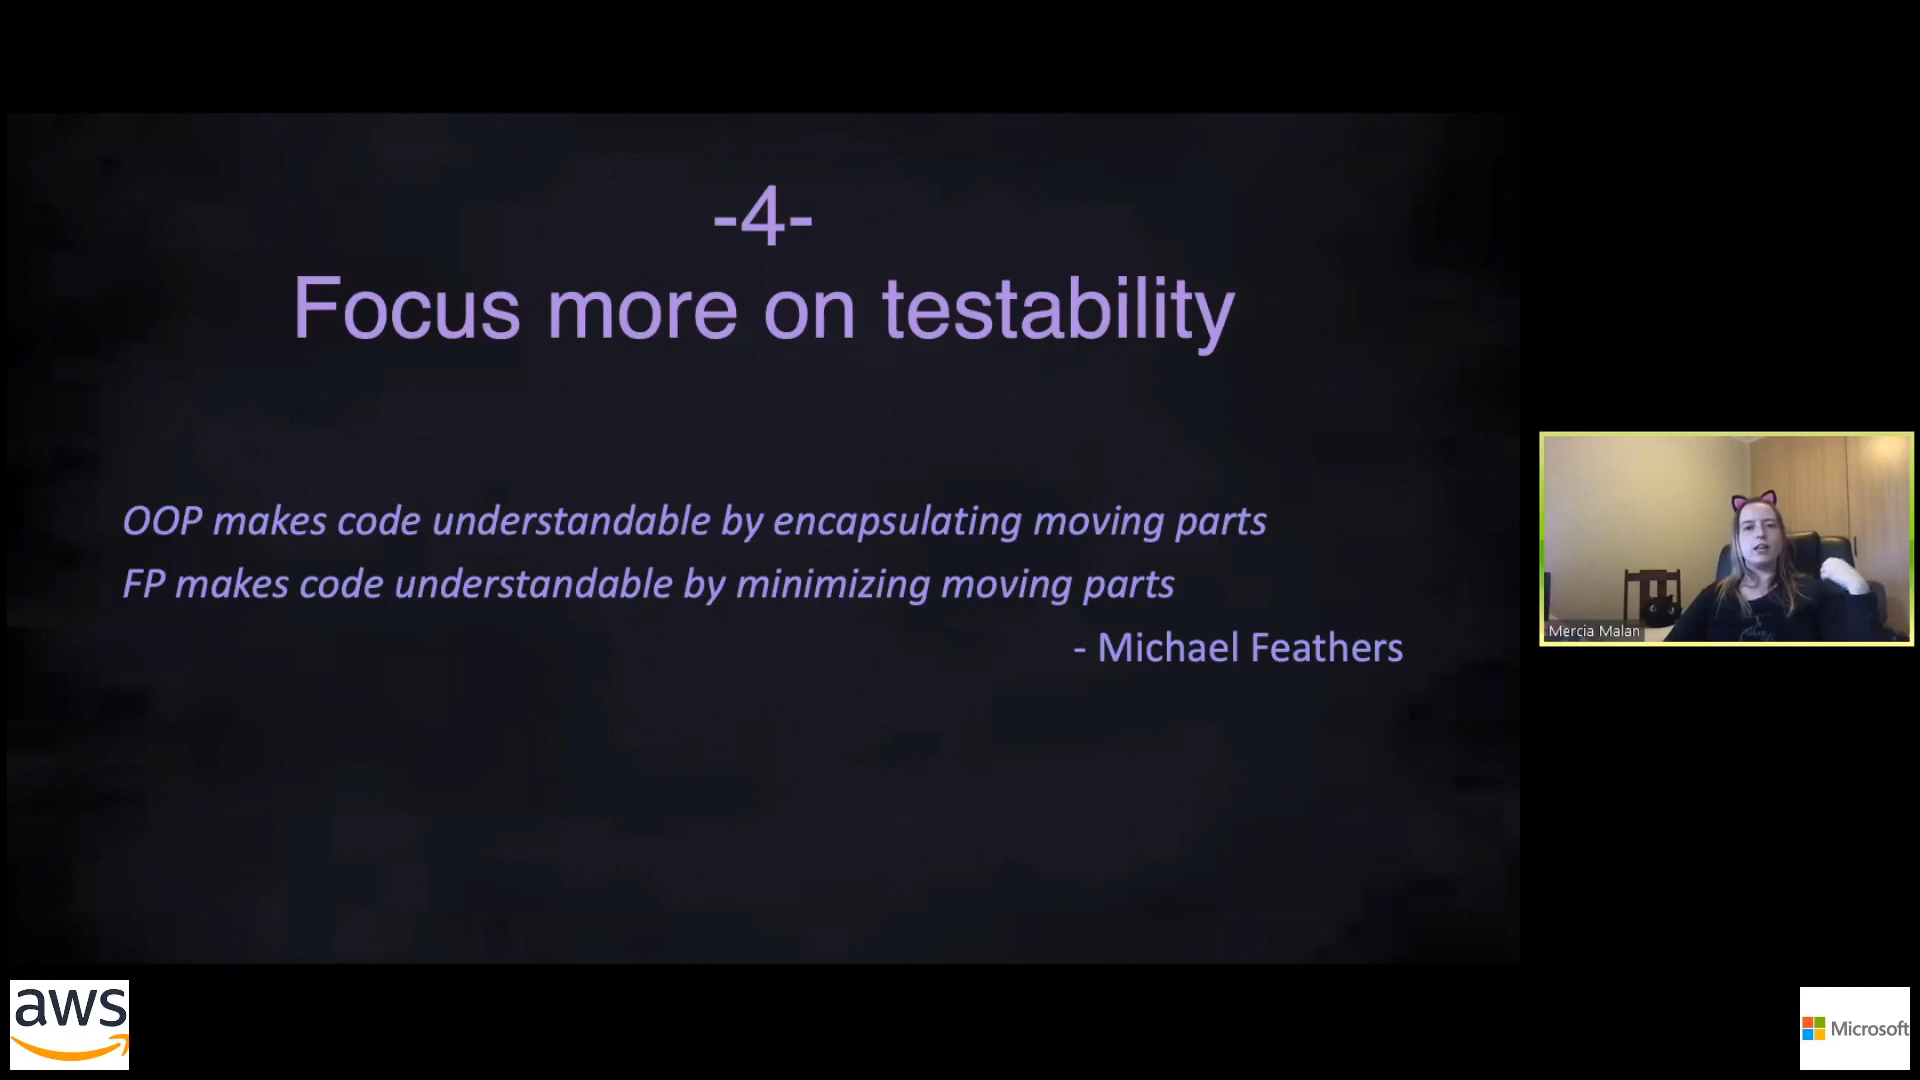 -4-
Focus more on testability
OOP makes code understandable by encapsulating moving parts
FP makes code understandable by minimizing moving parts
- Michael Feathers
Mercia Malan
aws
Microsoft